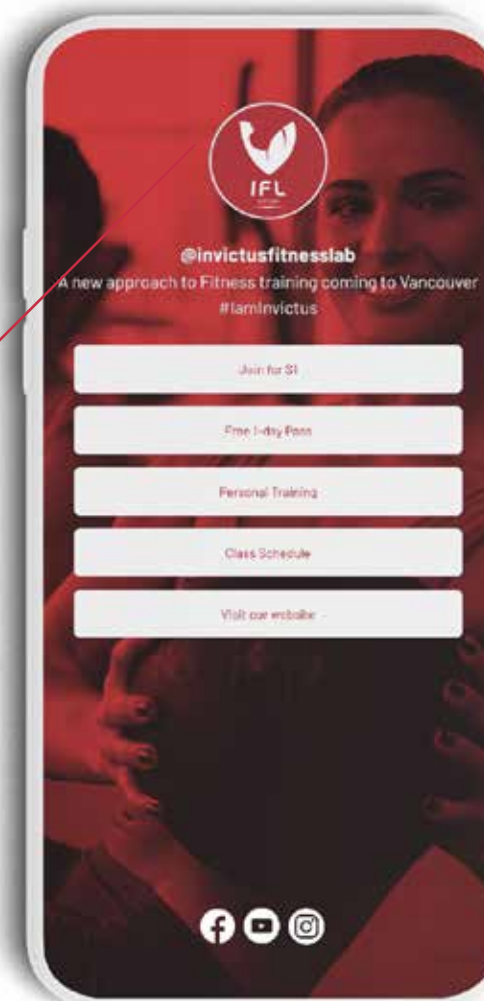 IFL
@invictusfitnesslab
A new approach to Fitness training coming to Vancouver
#IamInvictus
Join for $1
Free 1-day Pass
Personal Training
Class Schedule
Visit our website